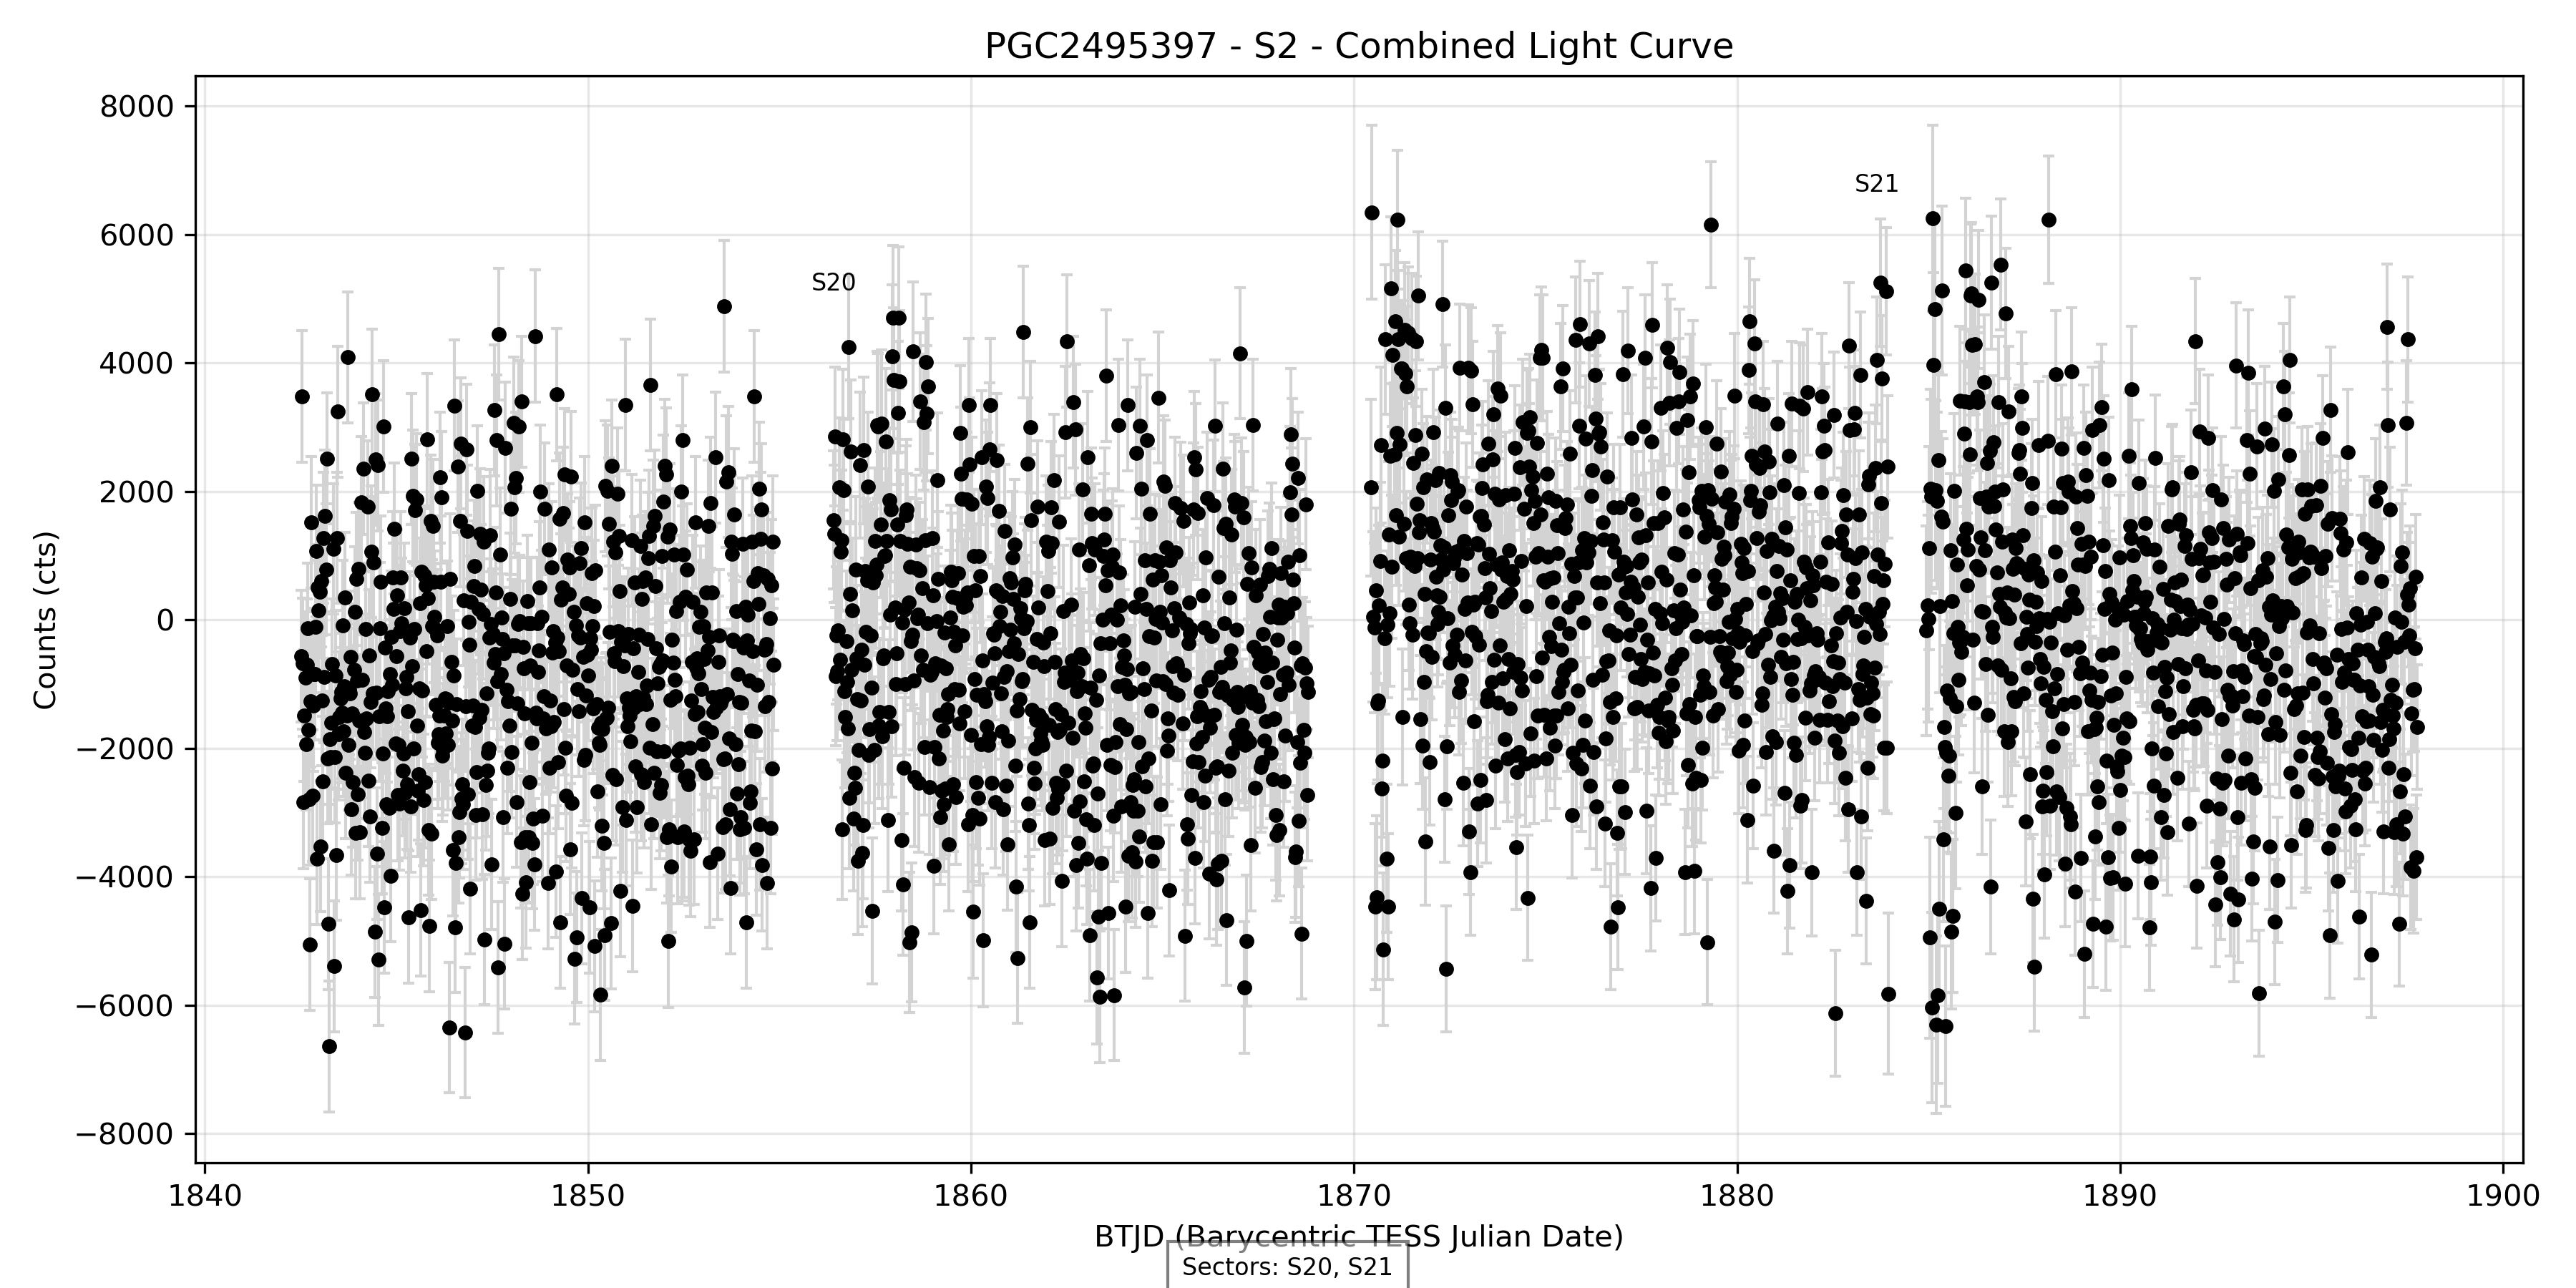 PGC2495397 - S2 - Combined Light Curve
8000
6000
4000
2000
0
−2000
−4000
−6000
−8000
Counts (cts)
S20
S21
1840 1850 1860 1870 1880 1890 1900
BTJD (Barycentric TESS Julian Date)
Sectors: S20, S21